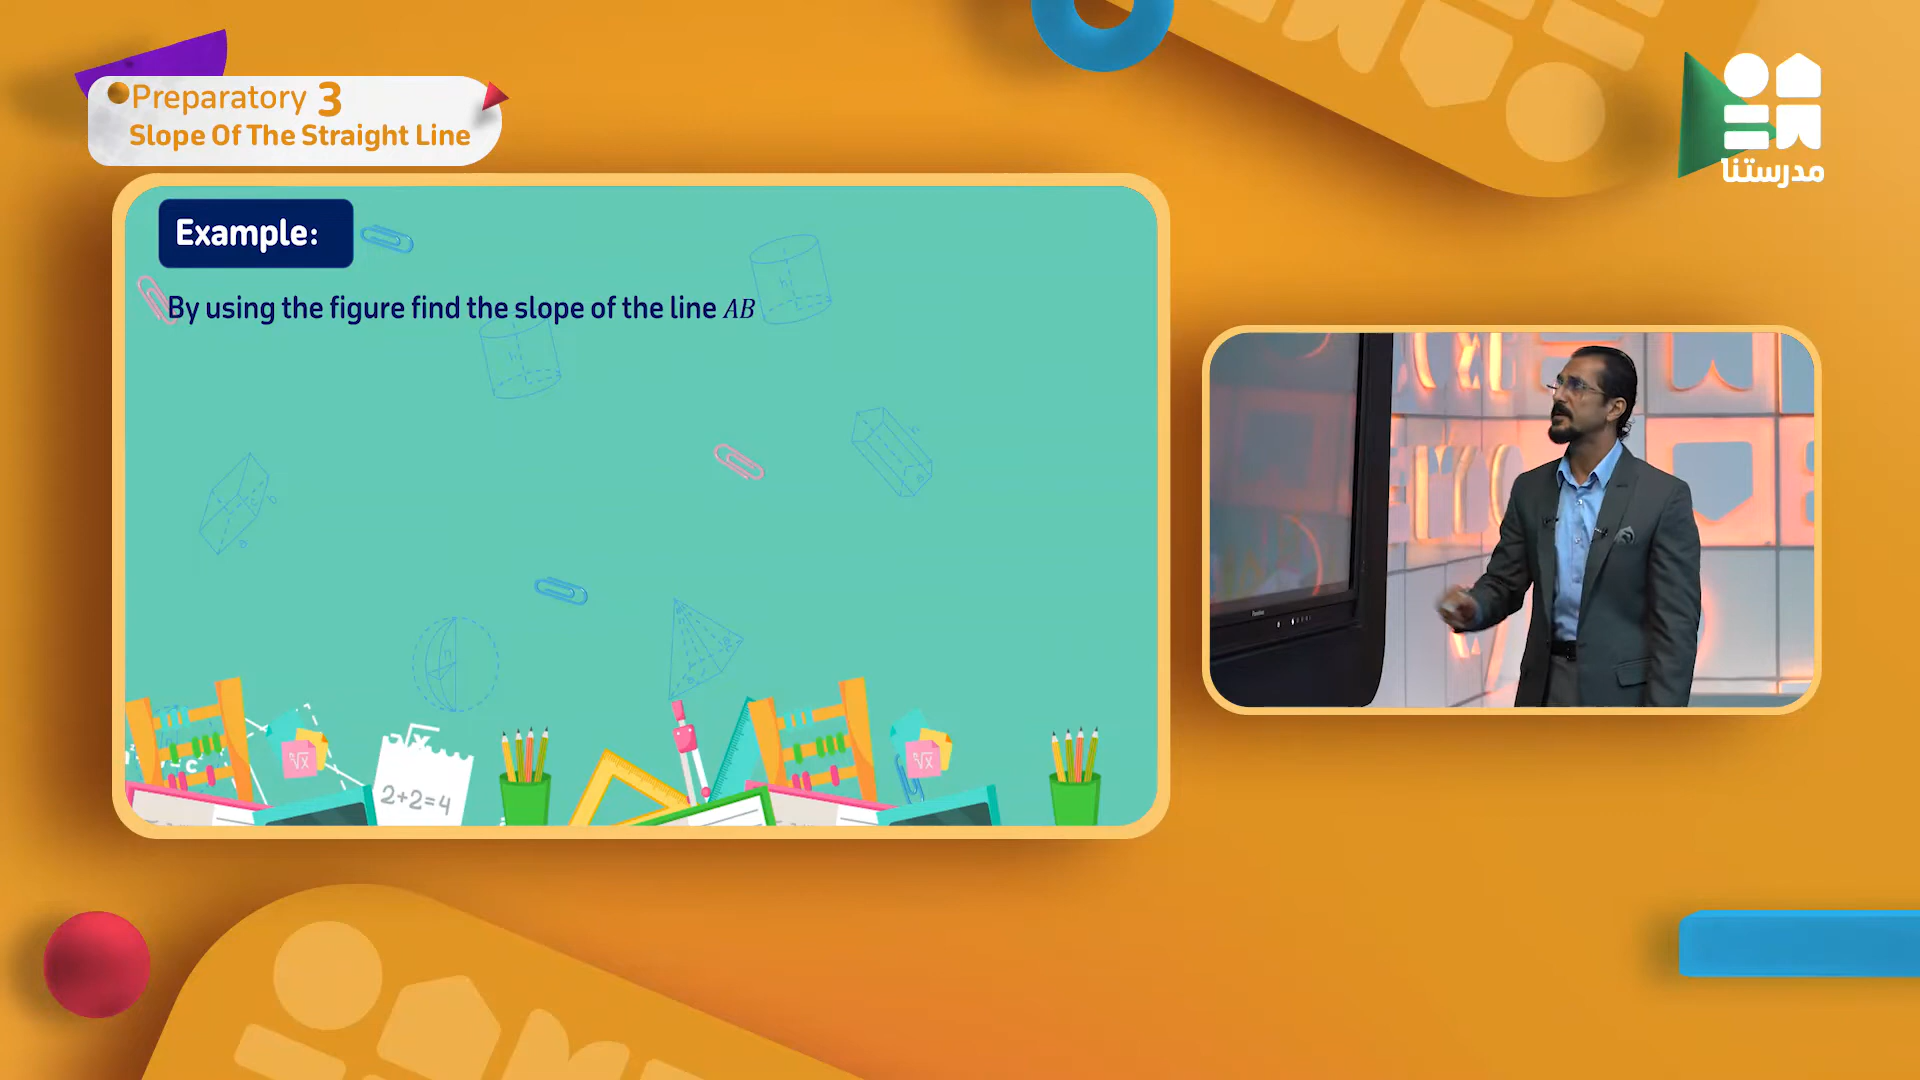 Preparatory 3
Slope Of The Straight Line
مدرستنا
Example:
By using the figure find the slope of the line AB
√x
2+2=4
√x